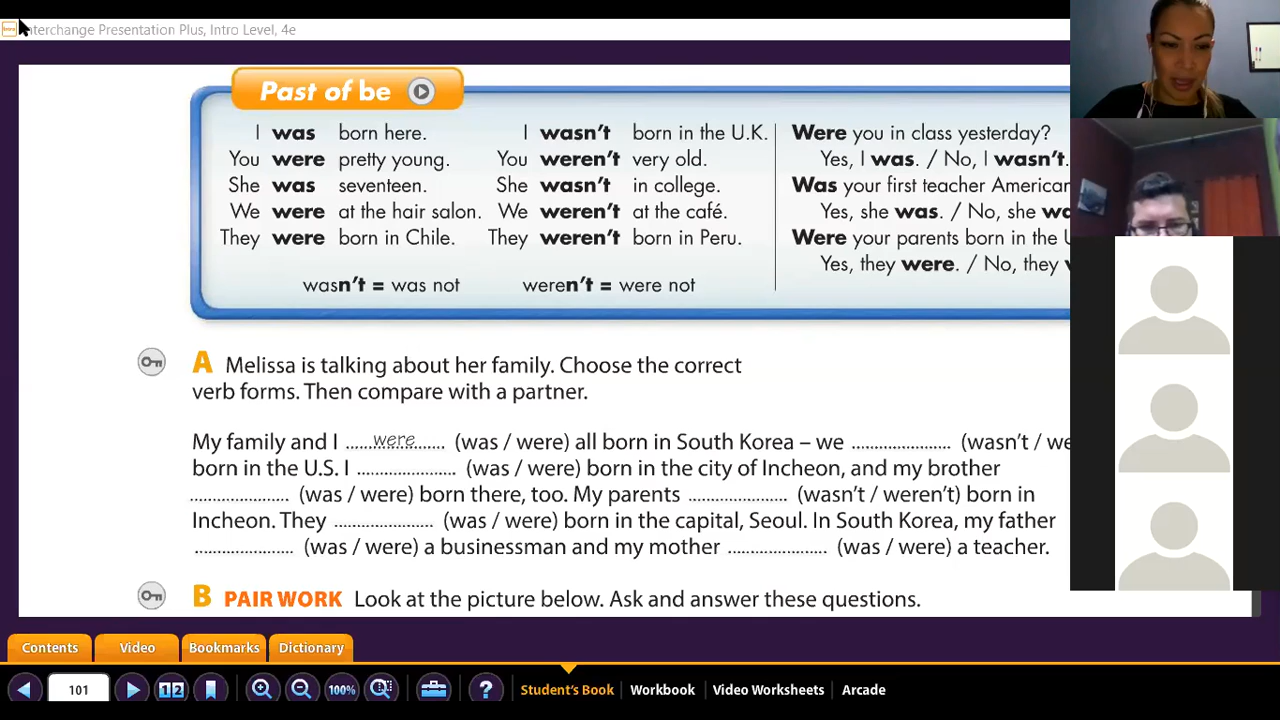 Interchange Presentation Plus, Intro Level, 4e
Past of be
I was born here. I wasn't born in the U.K. Were you in class yesterday?
You were pretty young. You weren't very old. Yes, I was. / No, I wasn't.
She was seventeen. She wasn't in college. Was your first teacher American
We were at the hair salon. We weren't at the café. Yes, she was. / No, she
They were born in Chile. They weren't born in Peru. Were your parents born in the
wasn't = was not weren't = were not Yes, they were. / No, they
A Melissa is talking about her family. Choose the correct
verb forms. Then compare with a partner.
My family and I ......were...... (was / were) all born in South Korea – we ..................... (wasn't /
born in the U.S. I ..................... (was / were) born in the city of Incheon, and my brother
..................... (was / were) born there, too. My parents ..................... (wasn't / weren't) born in
Incheon. They ..................... (was / were) born in the capital, Seoul. In South Korea, my father
..................... (was / were) a businessman and my mother ..................... (was / were) a teacher.
B PAIR WORK Look at the picture below. Ask and answer these questions.
Contents Video Bookmarks Dictionary
101 1 2 100% ? Student's Book Workbook Video Worksheets Arcade